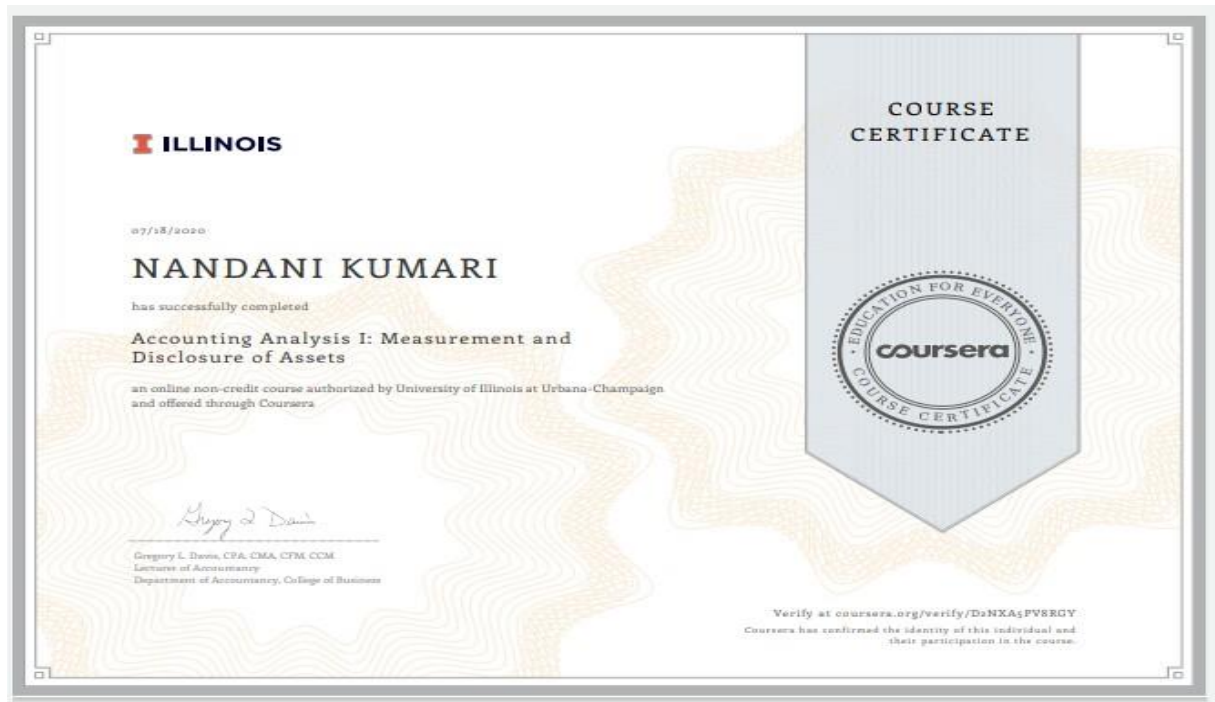 ILLINOIS
07/18/2020
NANDANI KUMARI
has successfully completed
Accounting Analysis I: Measurement and
Disclosure of Assets
an online non-credit course authorized by University of Illinois at Urbana-Champaign
and offered through Coursera
Gregory L Davis
Gregory L. Davis, CPA, CMA, CFM, CCM
Lecturer of Accountancy
Department of Accountancy, College of Business
COURSE
CERTIFICATE
EDUCATION FOR EVERYONE
coursera
COURSE CERTIFICATE
Verify at coursera.org/verify/D2NXA5PV8RGY
Coursera has confirmed the identity of this individual and
their participation in the course.